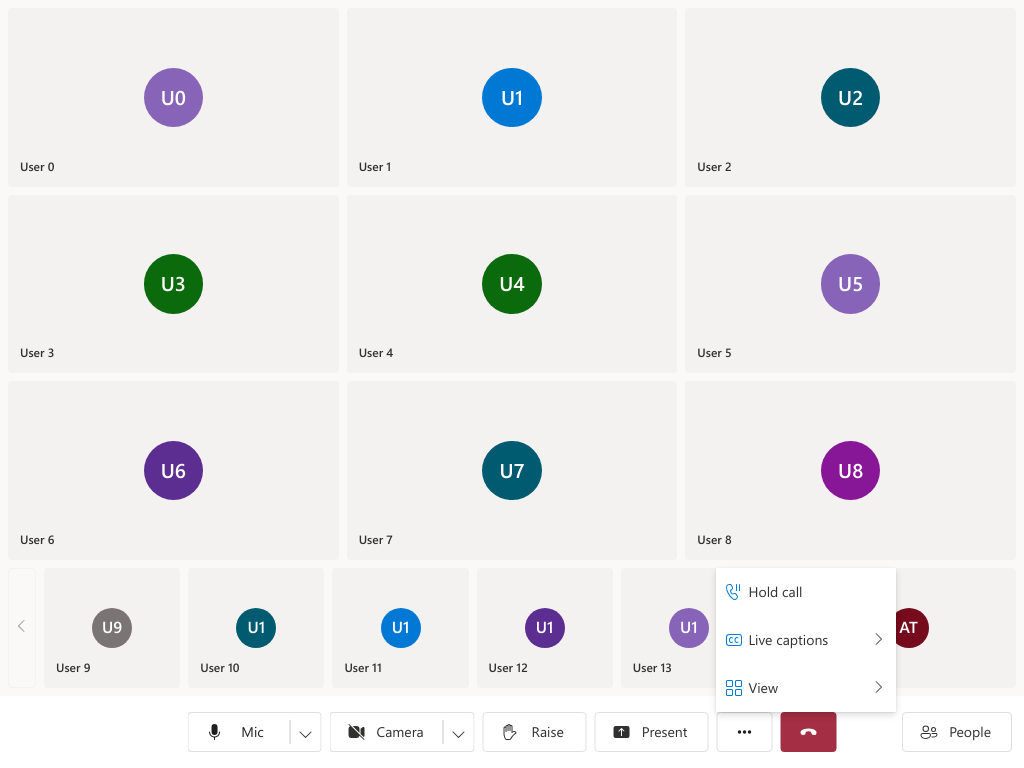 U0
User 0
U1
User 1
U2
User 2
U3
User 3
U4
User 4
U5
User 5
U6
User 6
U7
User 7
U8
User 8
U9
User 9
U1
User 10
U1
User 11
U1
User 12
U1
User 13
AT
Hold call
CC Live captions
View
Mic
Camera
Raise
Present
People